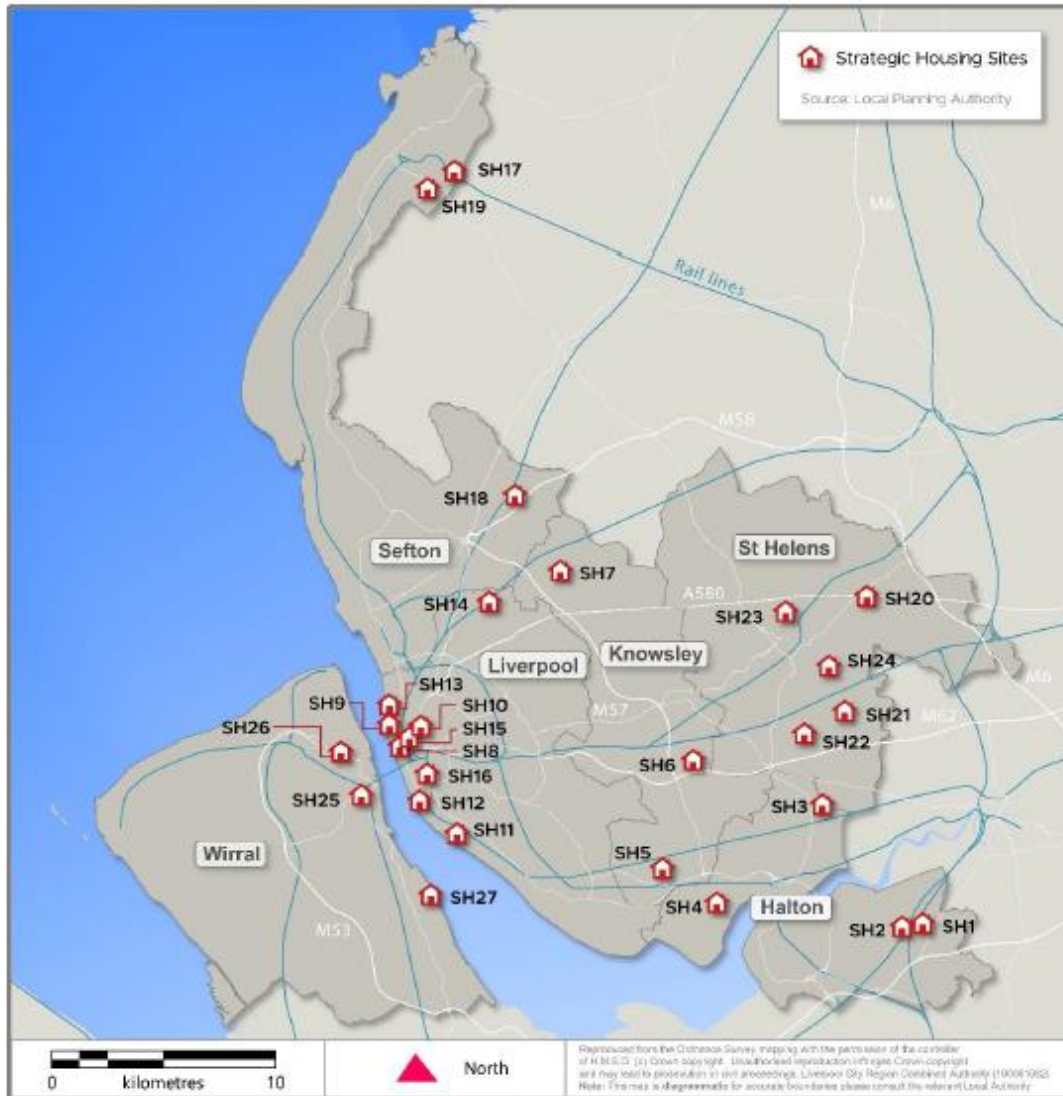 Strategic Housing Sites
Source: Local Planning Authority
SH17
SH19
M6
Rail lines
M58
SH18
Sefton
St Helens
SH7
SH14
A580
SH20
SH23
Liverpool
Knowsley
SH24
SH13
SH9
SH10
SH26
SH15
M57
SH21
M62
M6
SH8
SH22
SH6
SH16
SH25
SH12
SH3
SH11
Wirral
SH5
SH27
SH4
Halton
M53
SH2
SH1
0 kilometres 10
North
Reproduced from the Ordnance Survey mapping with the permission of the controller
of H.M.S.O. (c) Crown copyright. Unauthorised reproduction infringes Crown copyright
and may lead to prosecution or civil proceedings. Liverpool City Region Combined Authority
Note: This map is diagrammatic for accurate boundaries please consult the relevant Local Authority